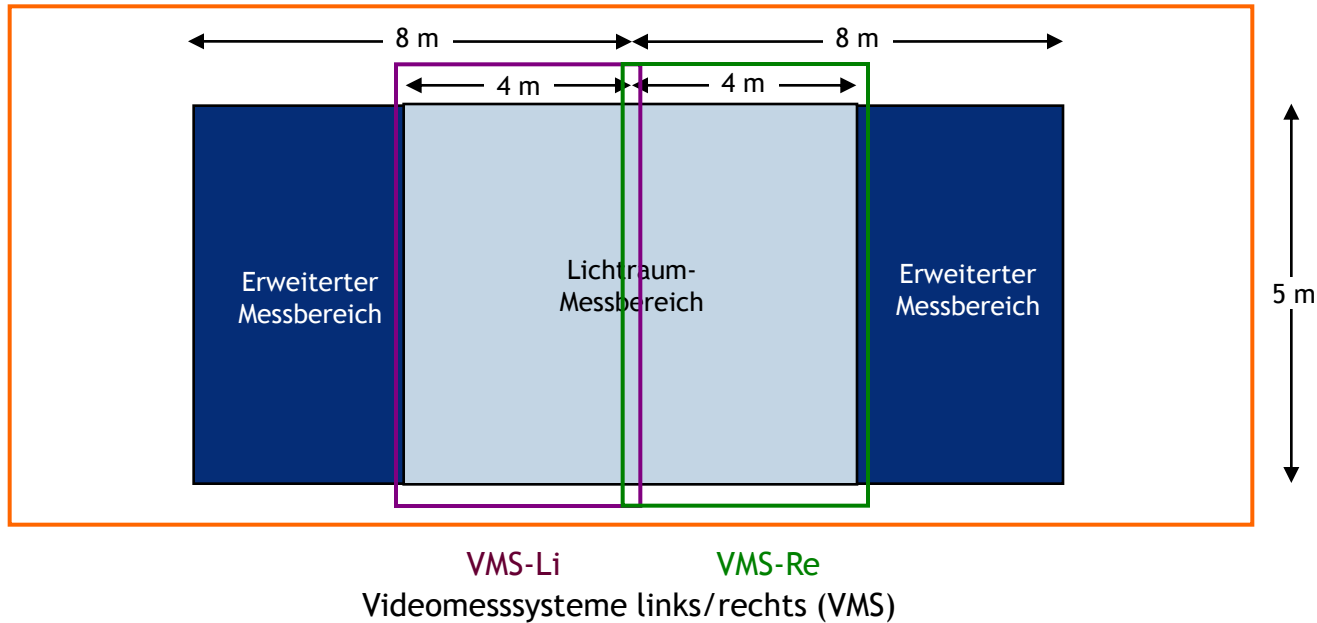 8 m
8 m
4 m
4 m
Erweiterter
Messbereich
Lichtraum-
Messbereich
Erweiterter
Messbereich
5 m
VMS-Li
VMS-Re
Videomesssysteme links/rechts (VMS)